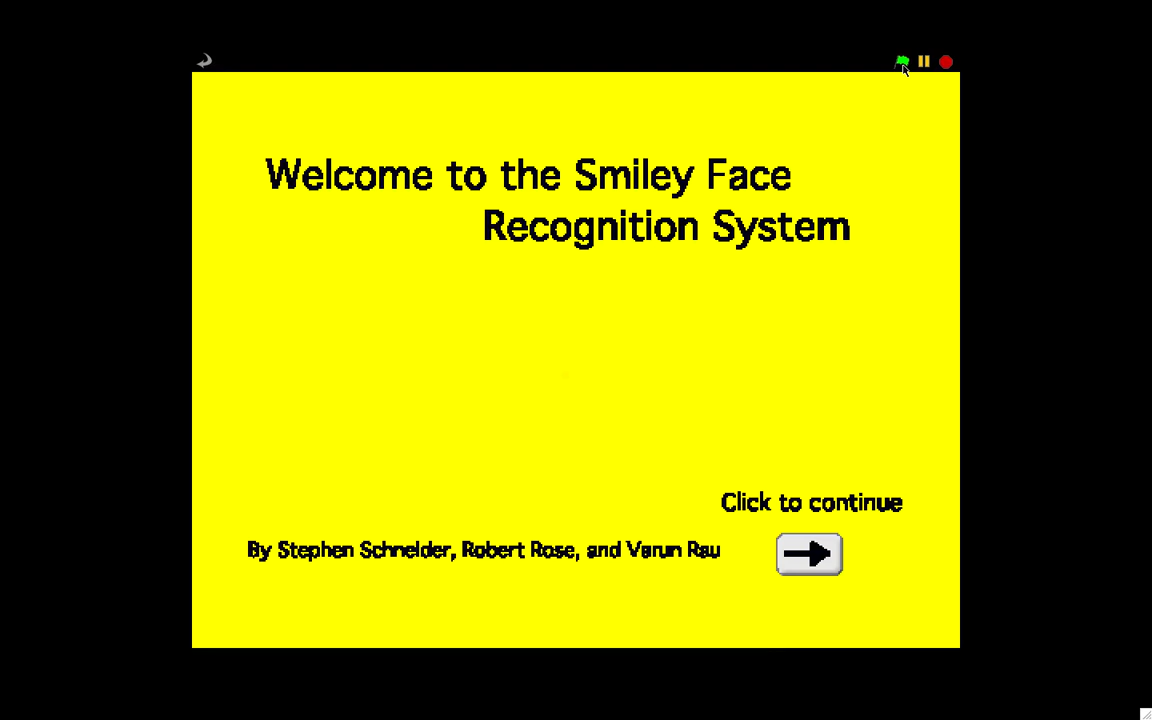 Welcome to the Smiley Face
Recognition System
Click to continue
By Stephen Schneider, Robert Rose, and Varun Rau